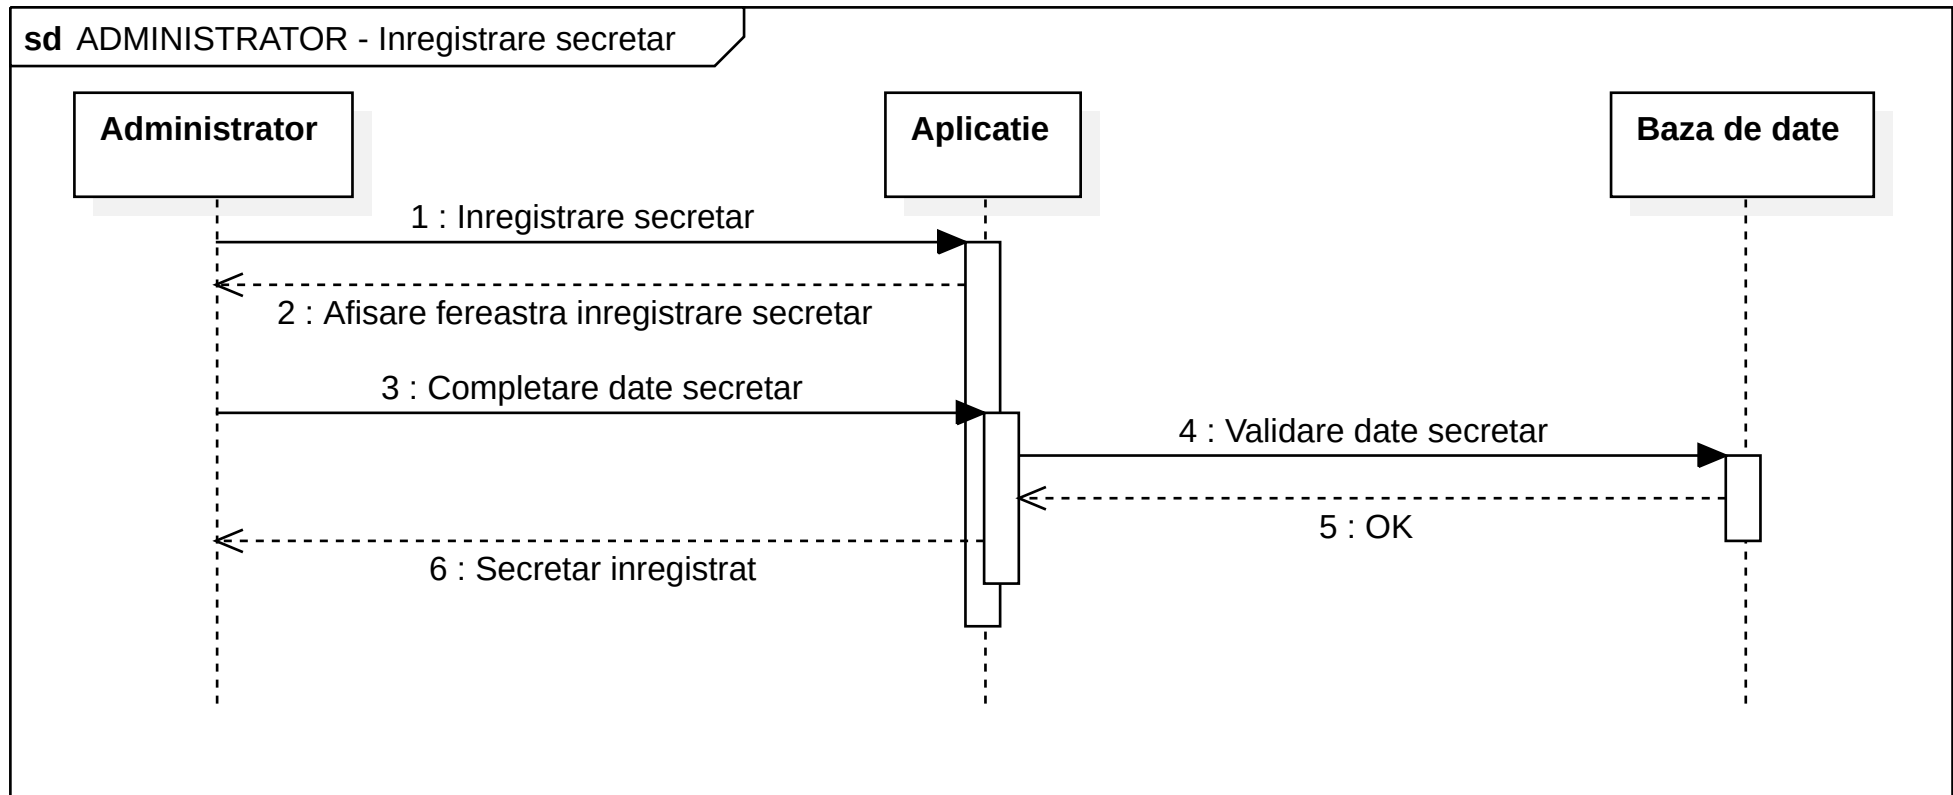 sd ADMINISTRATOR - Inregistrare secretar
Administrator
Aplicatie
Baza de date
1 : Inregistrare secretar
2 : Afisare fereastra inregistrare secretar
3 : Completare date secretar
4 : Validare date secretar
5 : OK
6 : Secretar inregistrat